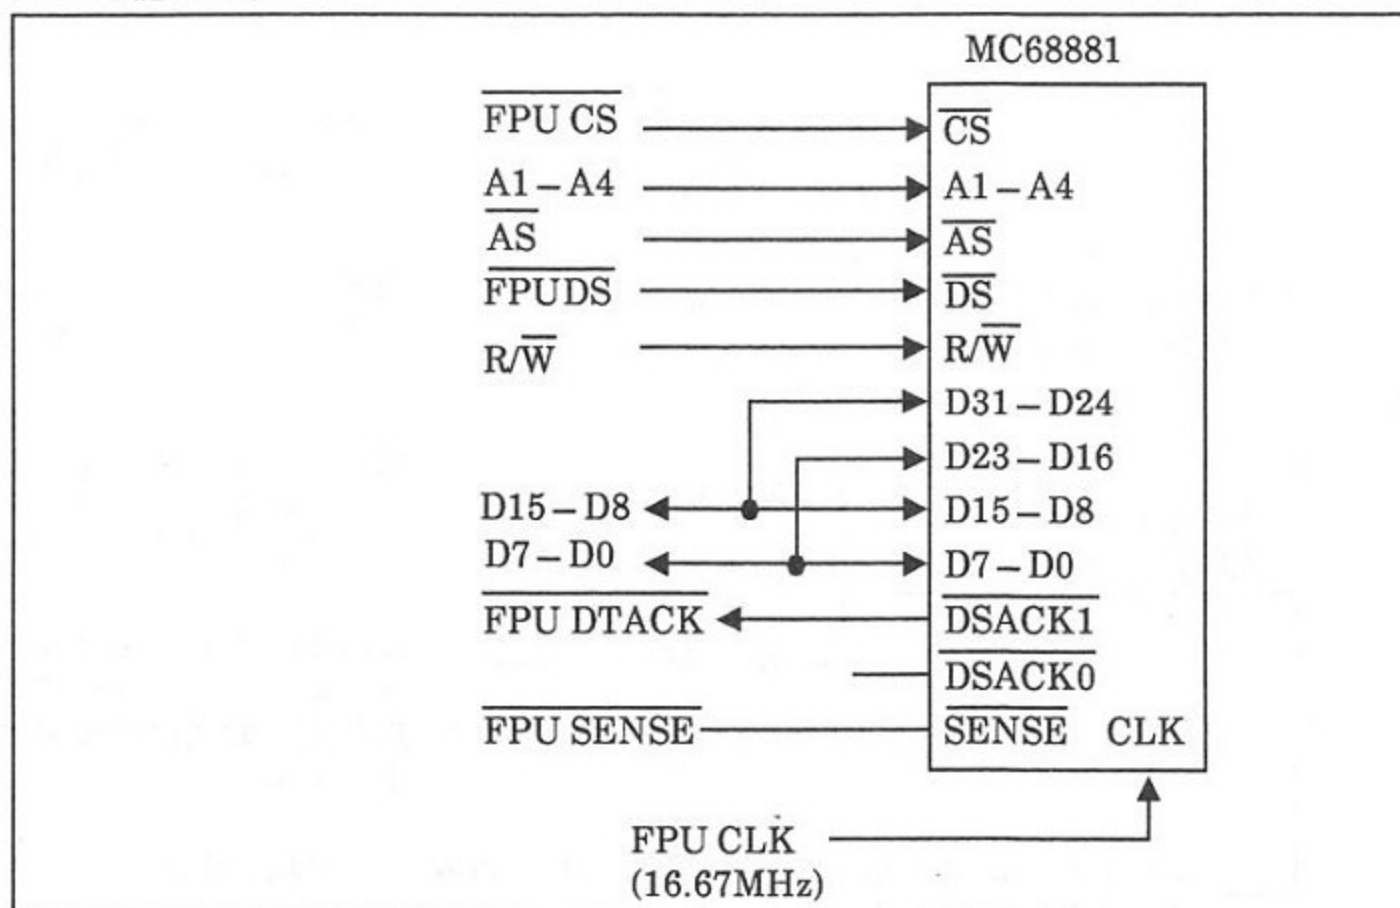 MC68881
FPU CS CS
A1–A4 A1–A4
AS AS
FPUDS DS
R/W R/W
D31–D24
D23–D16
D15–D8 D15–D8
D7–D0 D7–D0
FPU DTACK DSACK1
DSACK0
FPU SENSE SENSE CLK
FPU CLK
(16.67MHz)